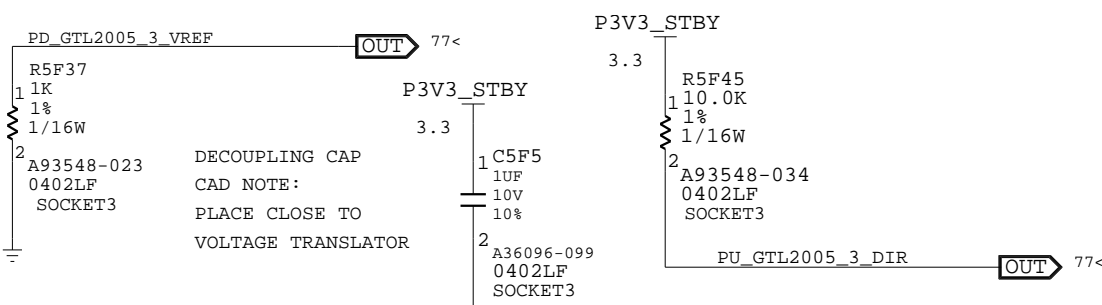 PD_GTL2005_3_VREF
OUT 77<
R5F37
1 1K
1%
1/16W
2
A93548-023
0402LF
SOCKET3
DECOUPLING CAP
CAD NOTE:
PLACE CLOSE TO
VOLTAGE TRANSLATOR
P3V3_STBY
3.3
1 C5F5
1UF
10V
10%
2
A36096-099
0402LF
SOCKET3
P3V3_STBY
3.3
R5F45
1 10.0K
1%
1/16W
2
A93548-034
0402LF
SOCKET3
PU_GTL2005_3_DIR
OUT 77<